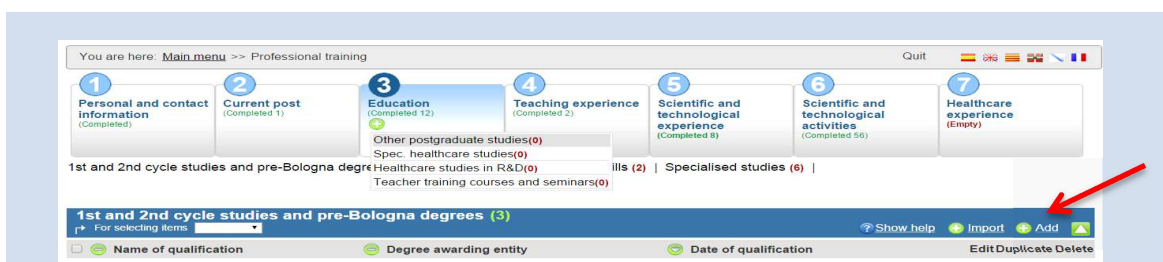 You are here: Main menu >> Professional training Quit
1 2 3 4 5 6 7
Personal and contact information
(Completed)
Current post
(Completed 1)
Education
(Completed 12)
Teaching experience
(Completed 2)
Scientific and technological experience
(Completed 8)
Scientific and technological activities
(Completed 56)
Healthcare experience
(Empty)
Other postgraduate studies(0)
Spec. healthcare studies(0)
Healthcare studies in R&D(0)
Teacher training courses and seminars(0)
1st and 2nd cycle studies and pre-Bologna degre ills (2) | Specialised studies (6) |
1st and 2nd cycle studies and pre-Bologna degrees (3)
For selecting items ? Show help Import Add
Name of qualification Degree awarding entity Date of qualification Edit Duplicate Delete